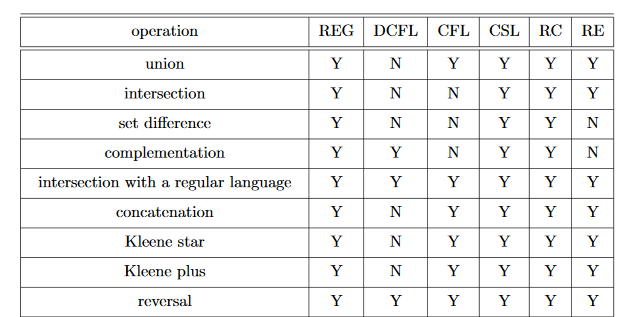 operation REG DCFL CFL CSL RC RE
union Y N Y Y Y Y
intersection Y N N Y Y Y
set difference Y N N Y Y N
complementation Y Y N Y Y N
intersection with a regular language Y Y Y Y Y Y
concatenation Y N Y Y Y Y
Kleene star Y N Y Y Y Y
Kleene plus Y N Y Y Y Y
reversal Y Y Y Y Y Y